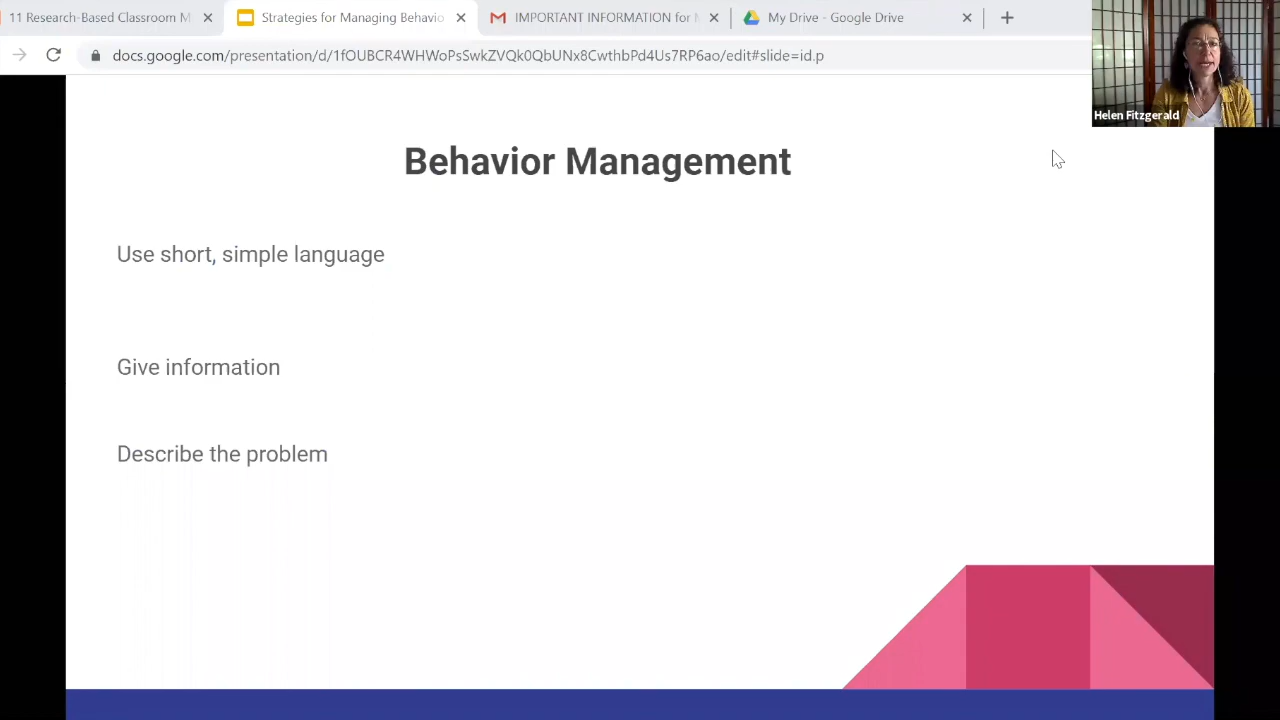 11 Research-Based Classroom M
Strategies for Managing Behavio
IMPORTANT INFORMATION for
My Drive - Google Drive
docs.google.com/presentation/d/1fOUBCR4WHWoPsSwkZVQk0QbUNx8CwthbPd4Us7RP6ao/edit#slide=id.p
Helen Fitzgerald
Behavior Management
Use short, simple language
Give information
Describe the problem